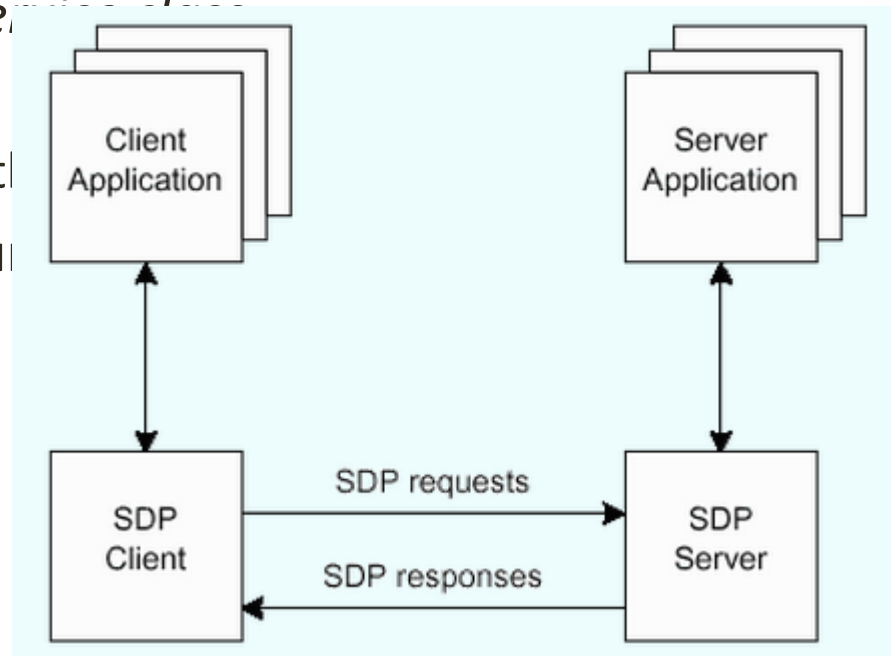 Client
Application
Server
Application
SDP requests
SDP
Client
SDP
Server
SDP responses